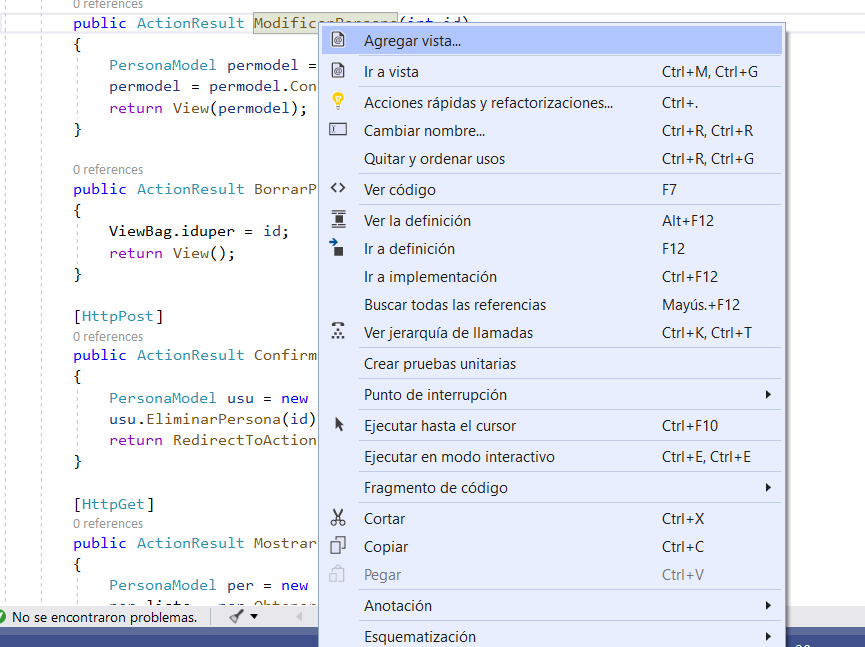 0 references
public ActionResult ModificarPersona(int id)
{
PersonaModel permodel =
permodel = permodel.Con
return View(permodel);
}
0 references
public ActionResult BorrarP
{
ViewBag.iduper = id;
return View();
}
[HttpPost]
0 references
public ActionResult Confirm
{
PersonaModel usu = new
usu.EliminarPersona(id)
return RedirectToAction
}
[HttpGet]
0 references
public ActionResult Mostrar
{
PersonaModel per = new
Agregar vista...
Ir a vista Ctrl+M, Ctrl+G
Acciones rápidas y refactorizaciones... Ctrl+.
Cambiar nombre... Ctrl+R, Ctrl+R
Quitar y ordenar usos Ctrl+R, Ctrl+G
Ver código F7
Ver la definición Alt+F12
Ir a definición F12
Ir a implementación Ctrl+F12
Buscar todas las referencias Mayús.+F12
Ver jerarquía de llamadas Ctrl+K, Ctrl+T
Crear pruebas unitarias
Punto de interrupción
Ejecutar hasta el cursor Ctrl+F10
Ejecutar en modo interactivo Ctrl+E, Ctrl+E
Fragmento de código
Cortar Ctrl+X
Copiar Ctrl+C
Pegar Ctrl+V
Anotación
Esquematización
No se encontraron problemas.